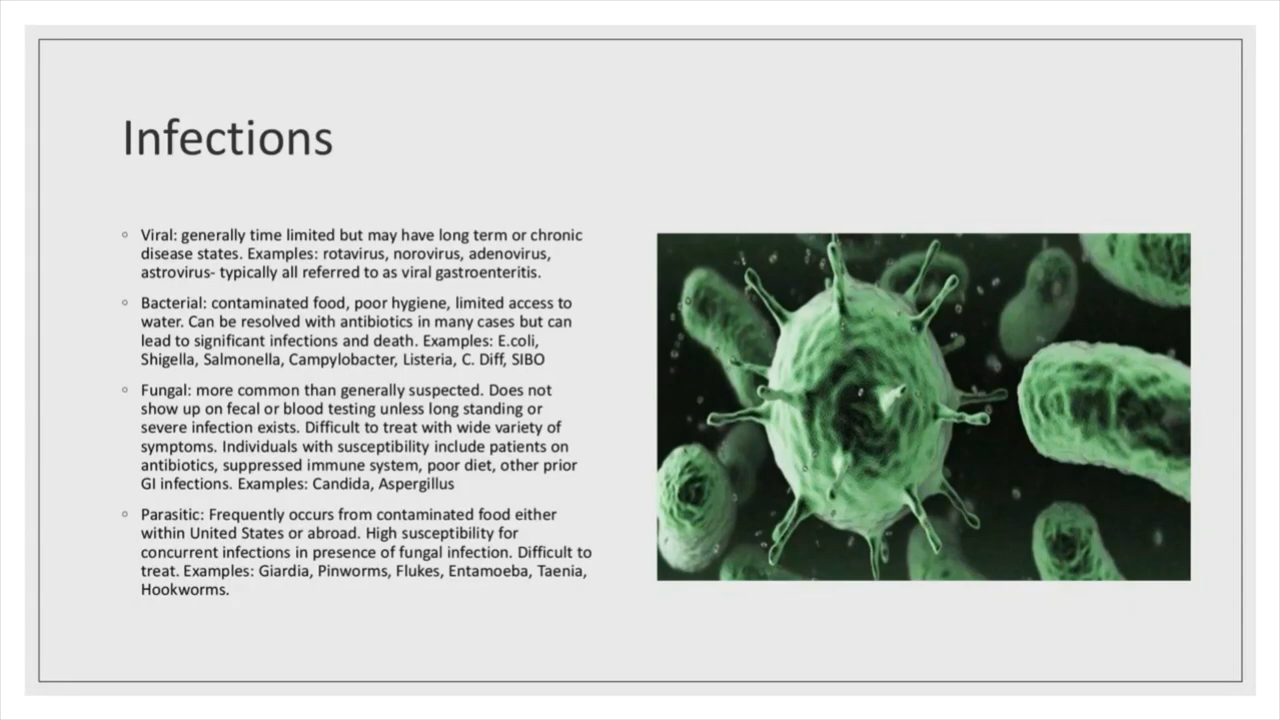 Infections
Viral: generally time limited but may have long term or chronic
disease states. Examples: rotavirus, norovirus, adenovirus,
astrovirus- typically all referred to as viral gastroenteritis.
Bacterial: contaminated food, poor hygiene, limited access to
water. Can be resolved with antibiotics in many cases but can
lead to significant infections and death. Examples: E.coli,
Shigella, Salmonella, Campylobacter, Listeria, C. Diff, SIBO
Fungal: more common than generally suspected. Does not
show up on fecal or blood testing unless long standing or
severe infection exists. Difficult to treat with wide variety of
symptoms. Individuals with susceptibility include patients on
antibiotics, suppressed immune system, poor diet, other prior
GI infections. Examples: Candida, Aspergillus
Parasitic: Frequently occurs from contaminated food either
within United States or abroad. High susceptibility for
concurrent infections in presence of fungal infection. Difficult to
treat. Examples: Giardia, Pinworms, Flukes, Entamoeba, Taenia,
Hookworms.